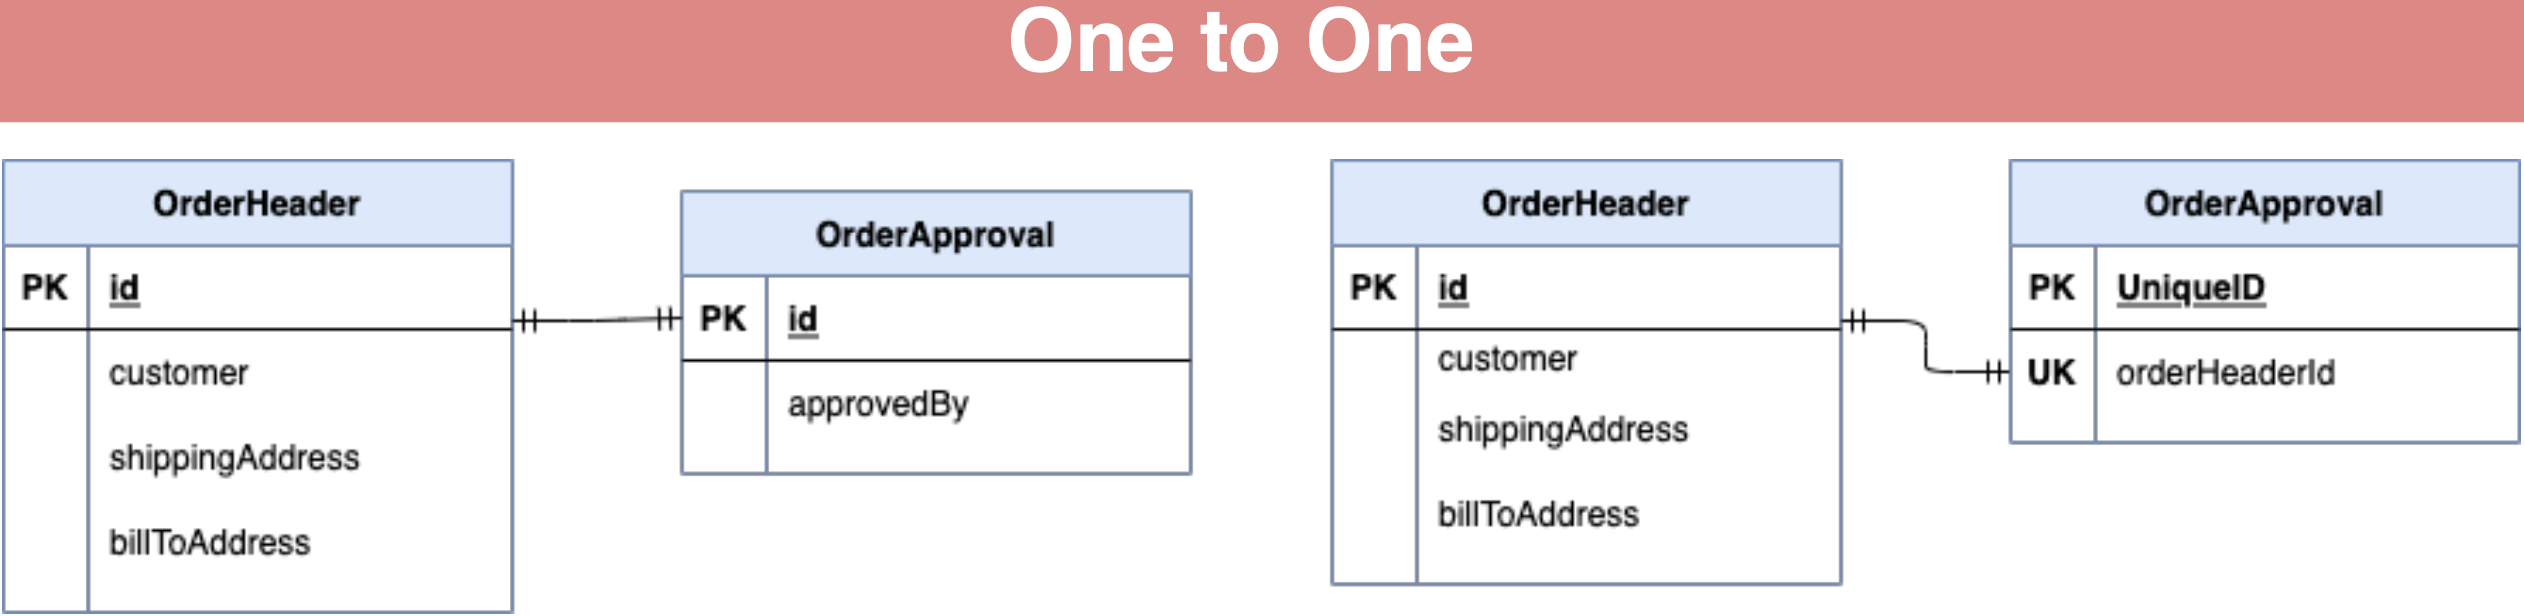 One to One
OrderHeader
PK id
customer
shippingAddress
billToAddress
OrderApproval
PK id
approvedBy
OrderHeader
PK id
customer
shippingAddress
billToAddress
OrderApproval
PK UniqueID
UK orderHeaderId